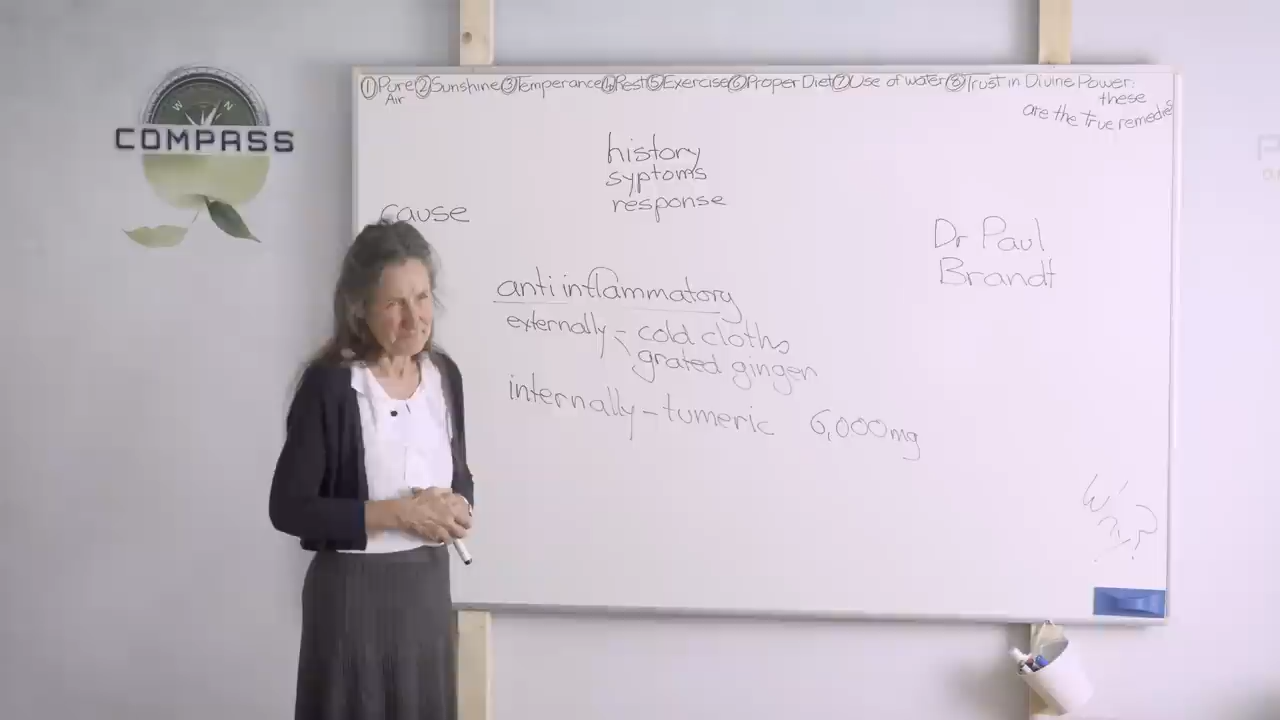 W N E
COMPASS
①Pure ②Sunshine ③Temperance ④Rest ⑤Exercise ⑥Proper Diet ⑦Use of water ⑧Trust in Divine Power:
Air
these
are the true remedies
history
syptoms
response
cause
Dr Paul
Brandt
anti inflammatory
externally - cold cloths
grated ginger
internally - tumeric 6,000mg